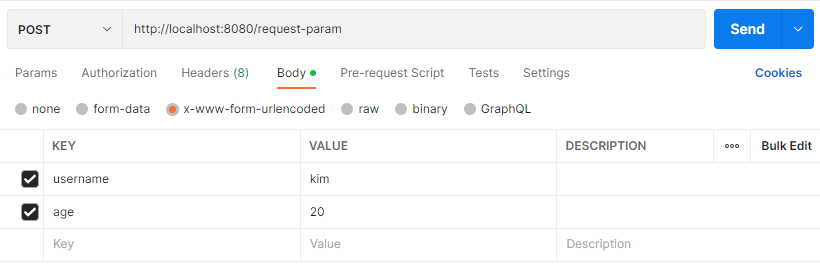 POST http://localhost:8080/request-param Send
Params Authorization Headers (8) Body Pre-request Script Tests Settings Cookies
none form-data x-www-form-urlencoded raw binary GraphQL
KEY VALUE DESCRIPTION ooo Bulk Edit
username kim
age 20
Key Value Description